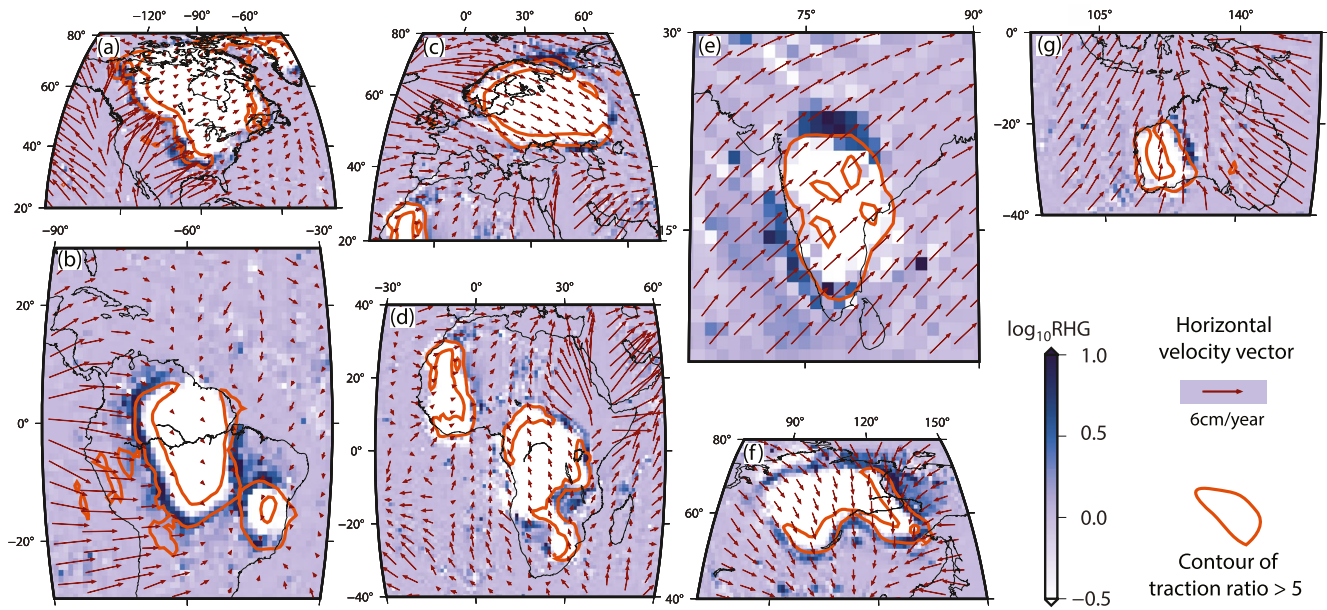 −120° −90° −60°
80°
(a)
60°
40°
20°
−90° −60° −30°
(b)
20°
0°
−20°
0° 30° 60°
80°
(c)
60°
40°
20°
−30° 0° 30° 60°
40°
(d)
20°
0°
−20°
−40°
75° 90°
30°
(e)
15°
75°
90° 120° 150°
80°
(f)
60°
40°
105° 140°
0°
(g)
−20°
−40°
105° 140°
log10RHG
1.0
0.5
0.0
−0.5
Horizontal
velocity vector
6cm/year
Contour of
traction ratio > 5